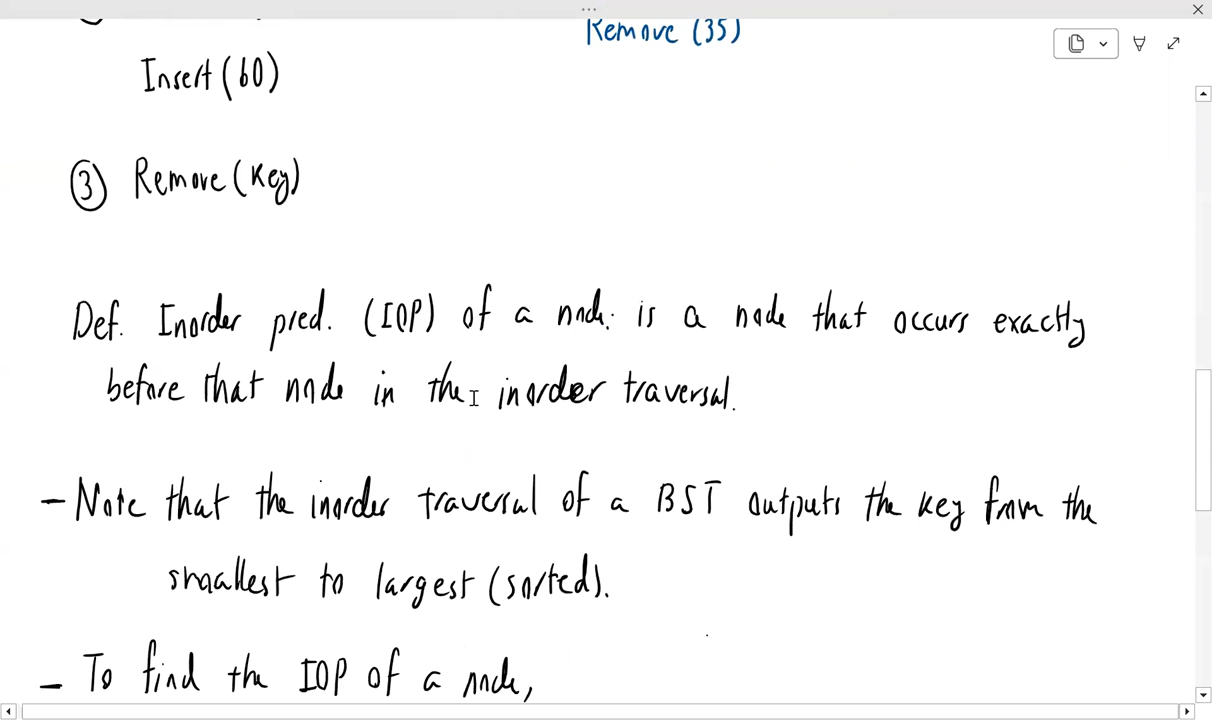 Remove (35)
Insert (60)
③ Remove (Key)
Def. Inorder pred. (IOP) of a node. is a node that occurs exactly
before that node in the inorder traversal.
- Note that the inorder traversal of a BST outputs the key from the
smallest to largest (sorted).
- To find the IOP of a node,